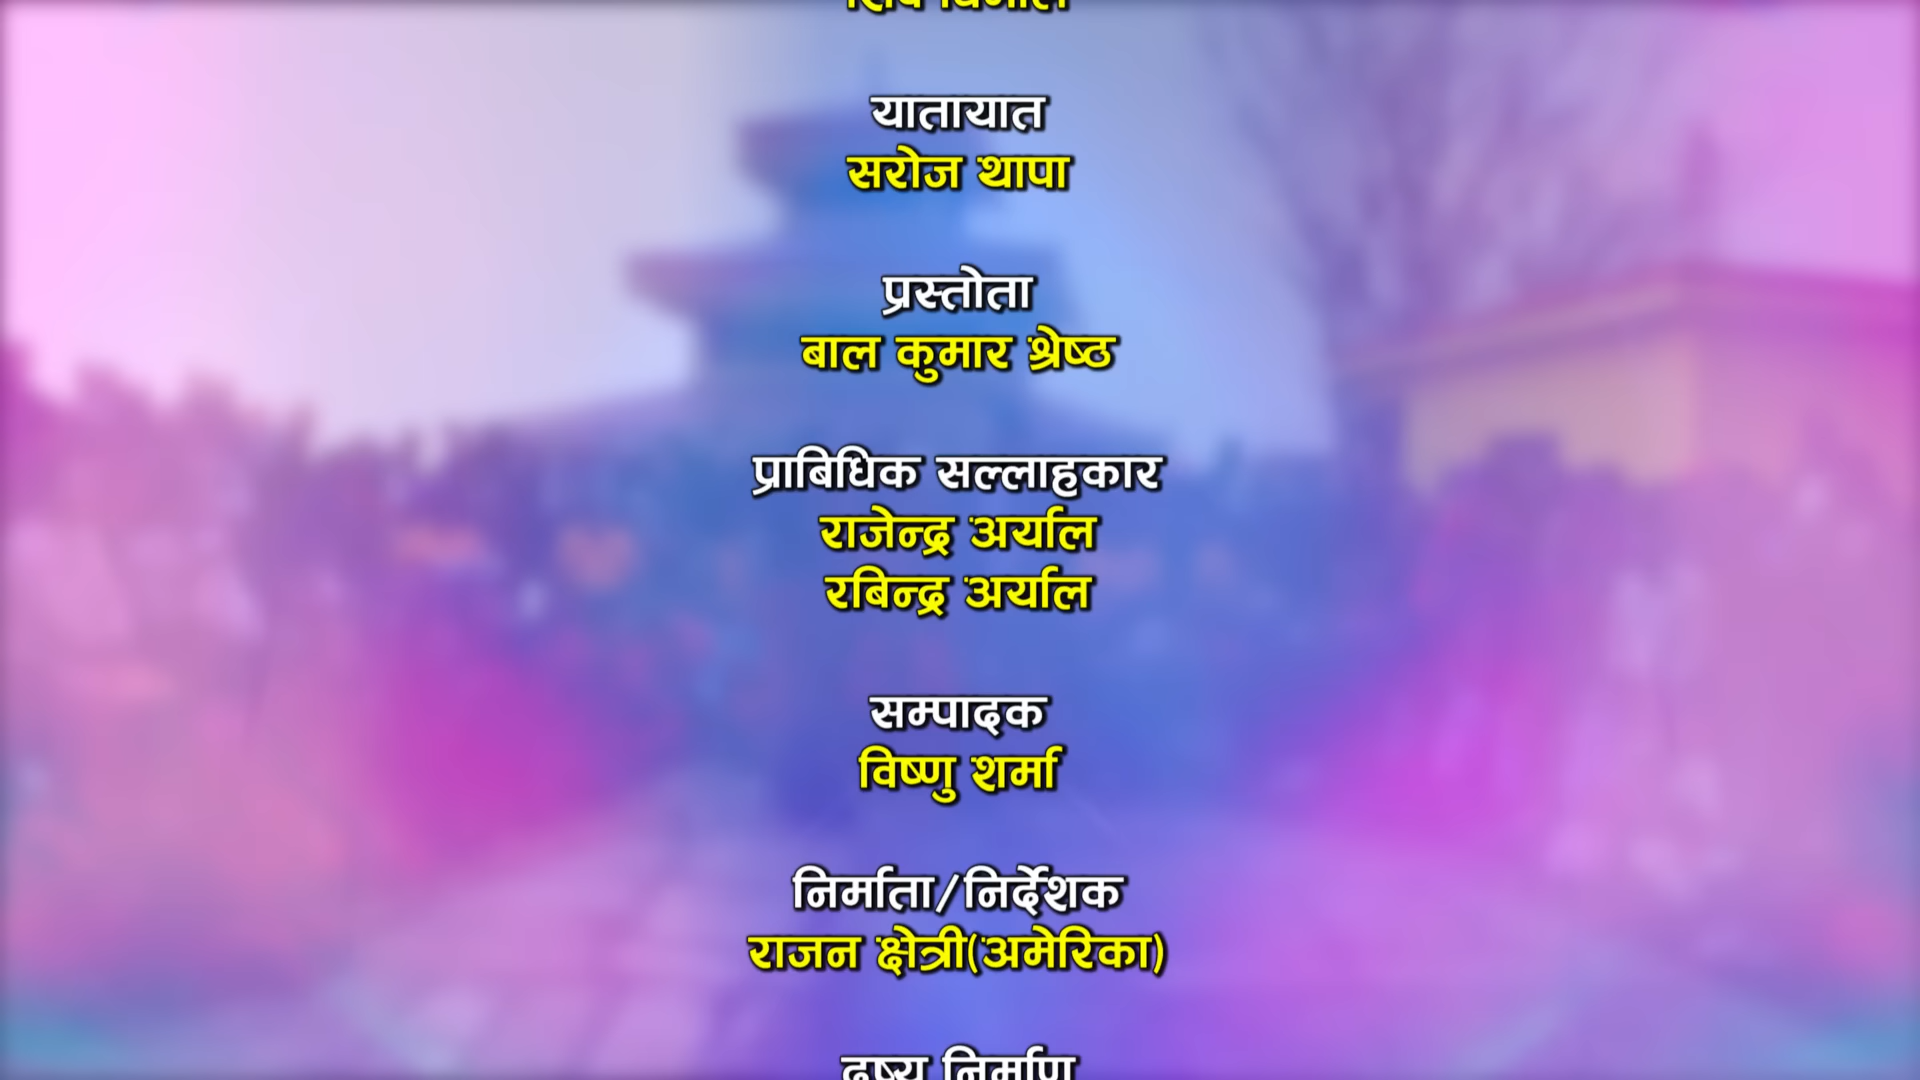 यातायात
सरोज थापा
प्रस्तोता
बाल कुमार श्रेष्ठ
प्राबिधिक सल्लाहकार
राजेन्द्र अर्याल
रबिन्द्र अर्याल
सम्पादक
विष्णु शर्मा
निर्माता/निर्देशक
राजन क्षेत्री(अमेरिका)
निर्माण